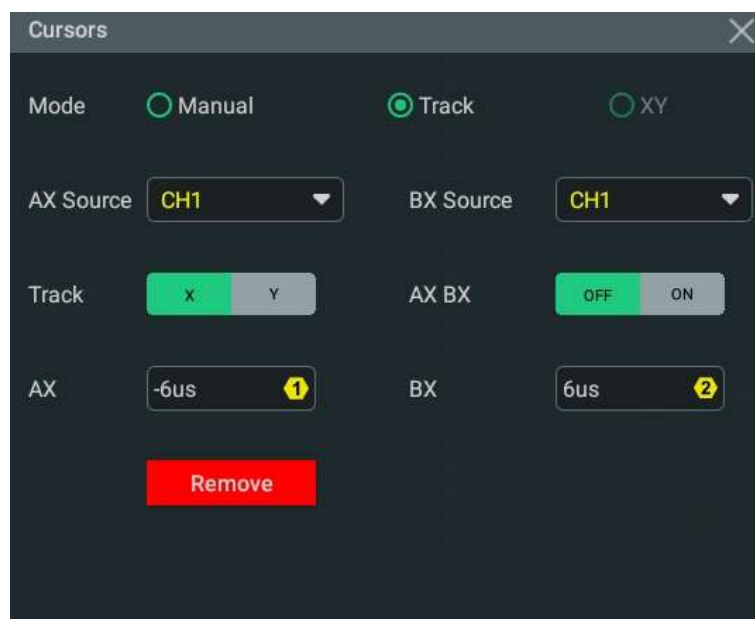 Cursors
Mode Manual Track XY
AX Source CH1 BX Source CH1
Track X Y AX BX OFF ON
AX -6us 1 BX 6us 2
Remove